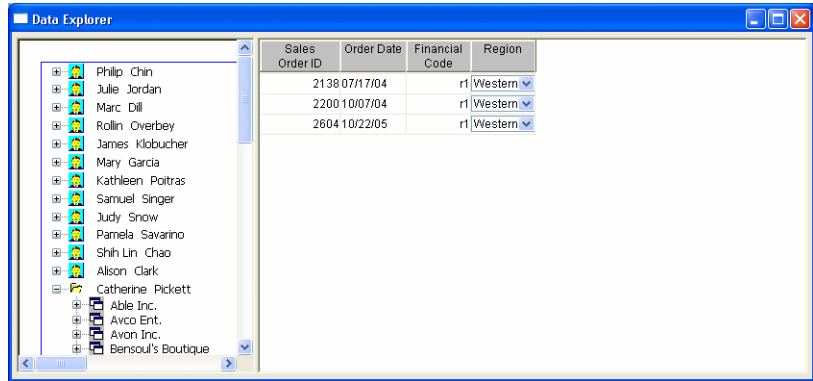 Data Explorer
Philip Chin
Julie Jordan
Marc Dill
Rollin Overbey
James Klobucher
Mary Garcia
Kathleen Poitras
Samuel Singer
Judy Snow
Pamela Savarino
Shih Lin Chao
Alison Clark
Catherine Pickett
Able Inc.
Avco Ent.
Avon Inc.
Bensoul's Boutique
Sales Order ID Order Date Financial Code Region
2138 07/17/04 r1 Western
2200 10/07/04 r1 Western
2604 10/22/05 r1 Western